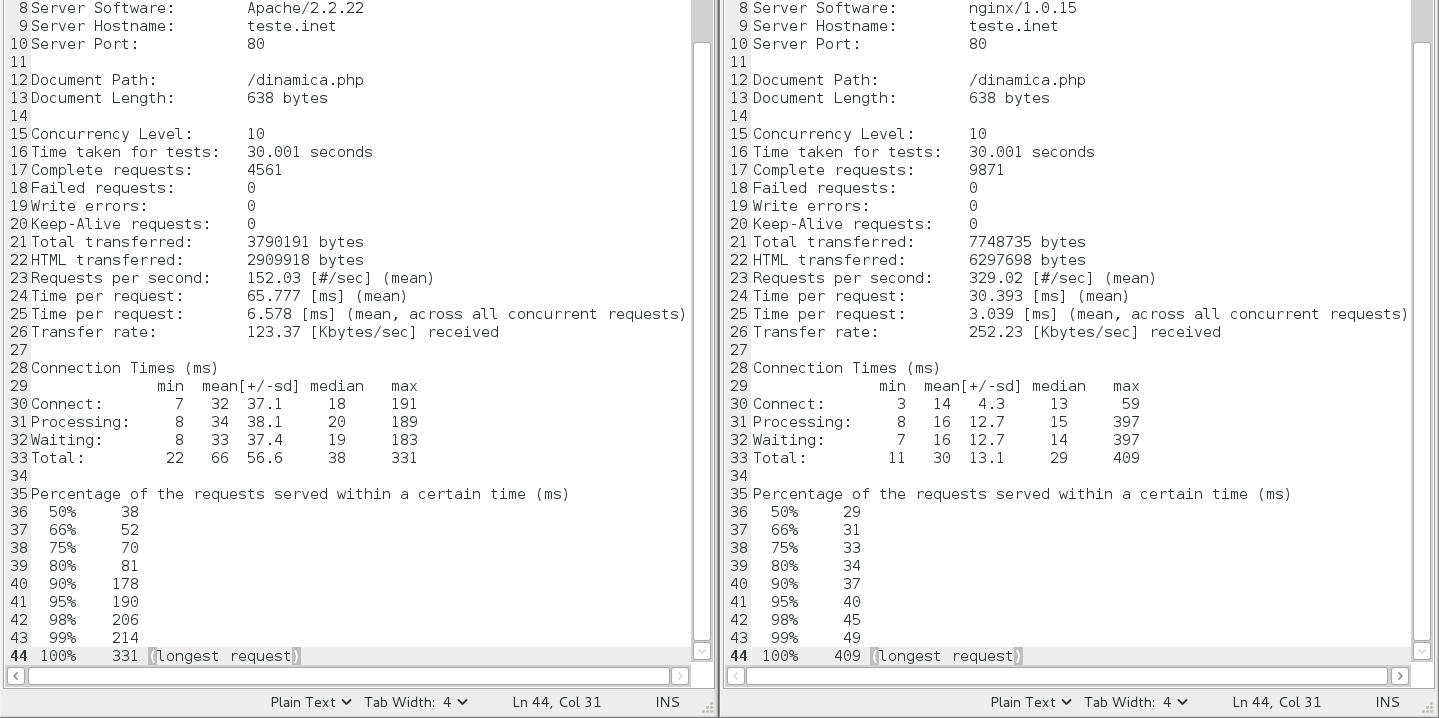 8 Server Software:        Apache/2.2.22
9 Server Hostname:        teste.inet
10 Server Port:            80
11
12 Document Path:          /dinamica.php
13 Document Length:        638 bytes
14
15 Concurrency Level:      10
16 Time taken for tests:   30.001 seconds
17 Complete requests:      4561
18 Failed requests:        0
19 Write errors:           0
20 Keep-Alive requests:    0
21 Total transferred:      3790191 bytes
22 HTML transferred:       2909918 bytes
23 Requests per second:    152.03 [#/sec] (mean)
24 Time per request:       65.777 [ms] (mean)
25 Time per request:       6.578 [ms] (mean, across all concurrent requests)
26 Transfer rate:          123.37 [Kbytes/sec] received
27
28 Connection Times (ms)
29               min  mean[+/-sd] median   max
30 Connect:        7   32  37.1     18     191
31 Processing:     8   34  38.1     20     189
32 Waiting:        8   33  37.4     19     183
33 Total:         22   66  56.6     38     331
34
35 Percentage of the requests served within a certain time (ms)
36   50%     38
37   66%     52
38   75%     70
39   80%     81
40   90%    178
41   95%    190
42   98%    206
43   99%    214
44  100%    331 (longest request)
Plain Text  Tab Width: 4  Ln 44, Col 31  INS
8 Server Software:        nginx/1.0.15
9 Server Hostname:        teste.inet
10 Server Port:            80
11
12 Document Path:          /dinamica.php
13 Document Length:        638 bytes
14
15 Concurrency Level:      10
16 Time taken for tests:   30.001 seconds
17 Complete requests:      9871
18 Failed requests:        0
19 Write errors:           0
20 Keep-Alive requests:    0
21 Total transferred:      7748735 bytes
22 HTML transferred:       6297698 bytes
23 Requests per second:    329.02 [#/sec] (mean)
24 Time per request:       30.393 [ms] (mean)
25 Time per request:       3.039 [ms] (mean, across all concurrent requests)
26 Transfer rate:          252.23 [Kbytes/sec] received
27
28 Connection Times (ms)
29               min  mean[+/-sd] median   max
30 Connect:        3   14   4.3     13      59
31 Processing:     8   16  12.7     15     397
32 Waiting:        7   16  12.7     14     397
33 Total:         11   30  13.1     29     409
34
35 Percentage of the requests served within a certain time (ms)
36   50%     29
37   66%     31
38   75%     33
39   80%     34
40   90%     37
41   95%     40
42   98%     45
43   99%     49
44  100%    409 (longest request)
Plain Text  Tab Width: 4  Ln 44, Col 31  INS